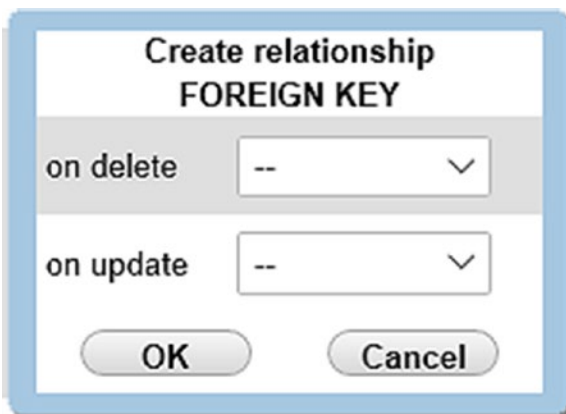 Create relationship
FOREIGN KEY
on delete --
on update --
OK Cancel